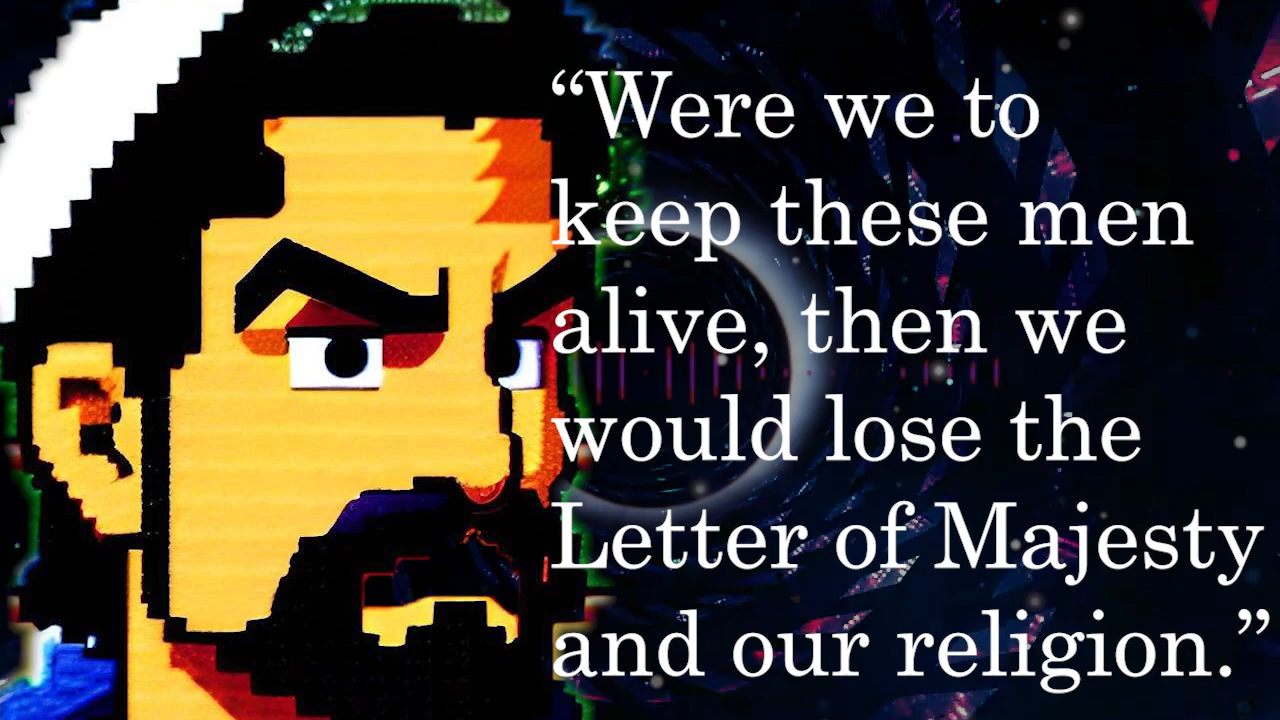 “Were we to
keep these men
alive, then we
would lose the
Letter of Majesty
and our religion.”